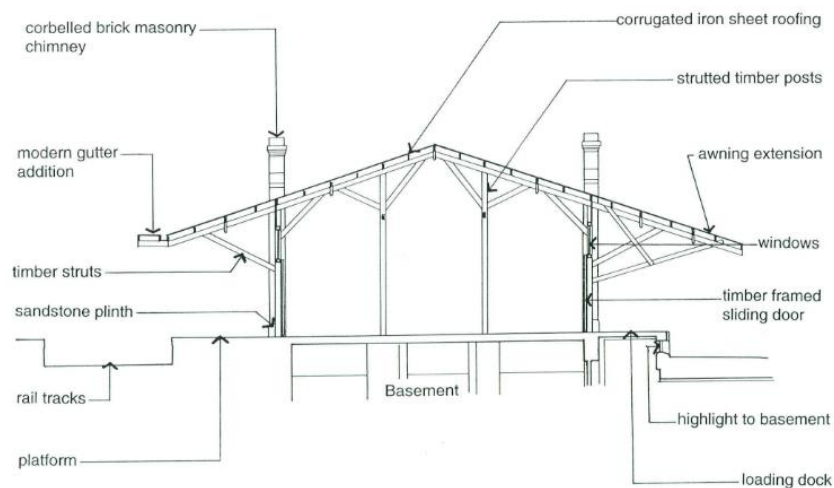 corbelled brick masonry
chimney
corrugated iron sheet roofing
strutted timber posts
modern gutter
addition
awning extension
timber struts
windows
sandstone plinth
timber framed
sliding door
rail tracks
Basement
highlight to basement
platform
loading dock